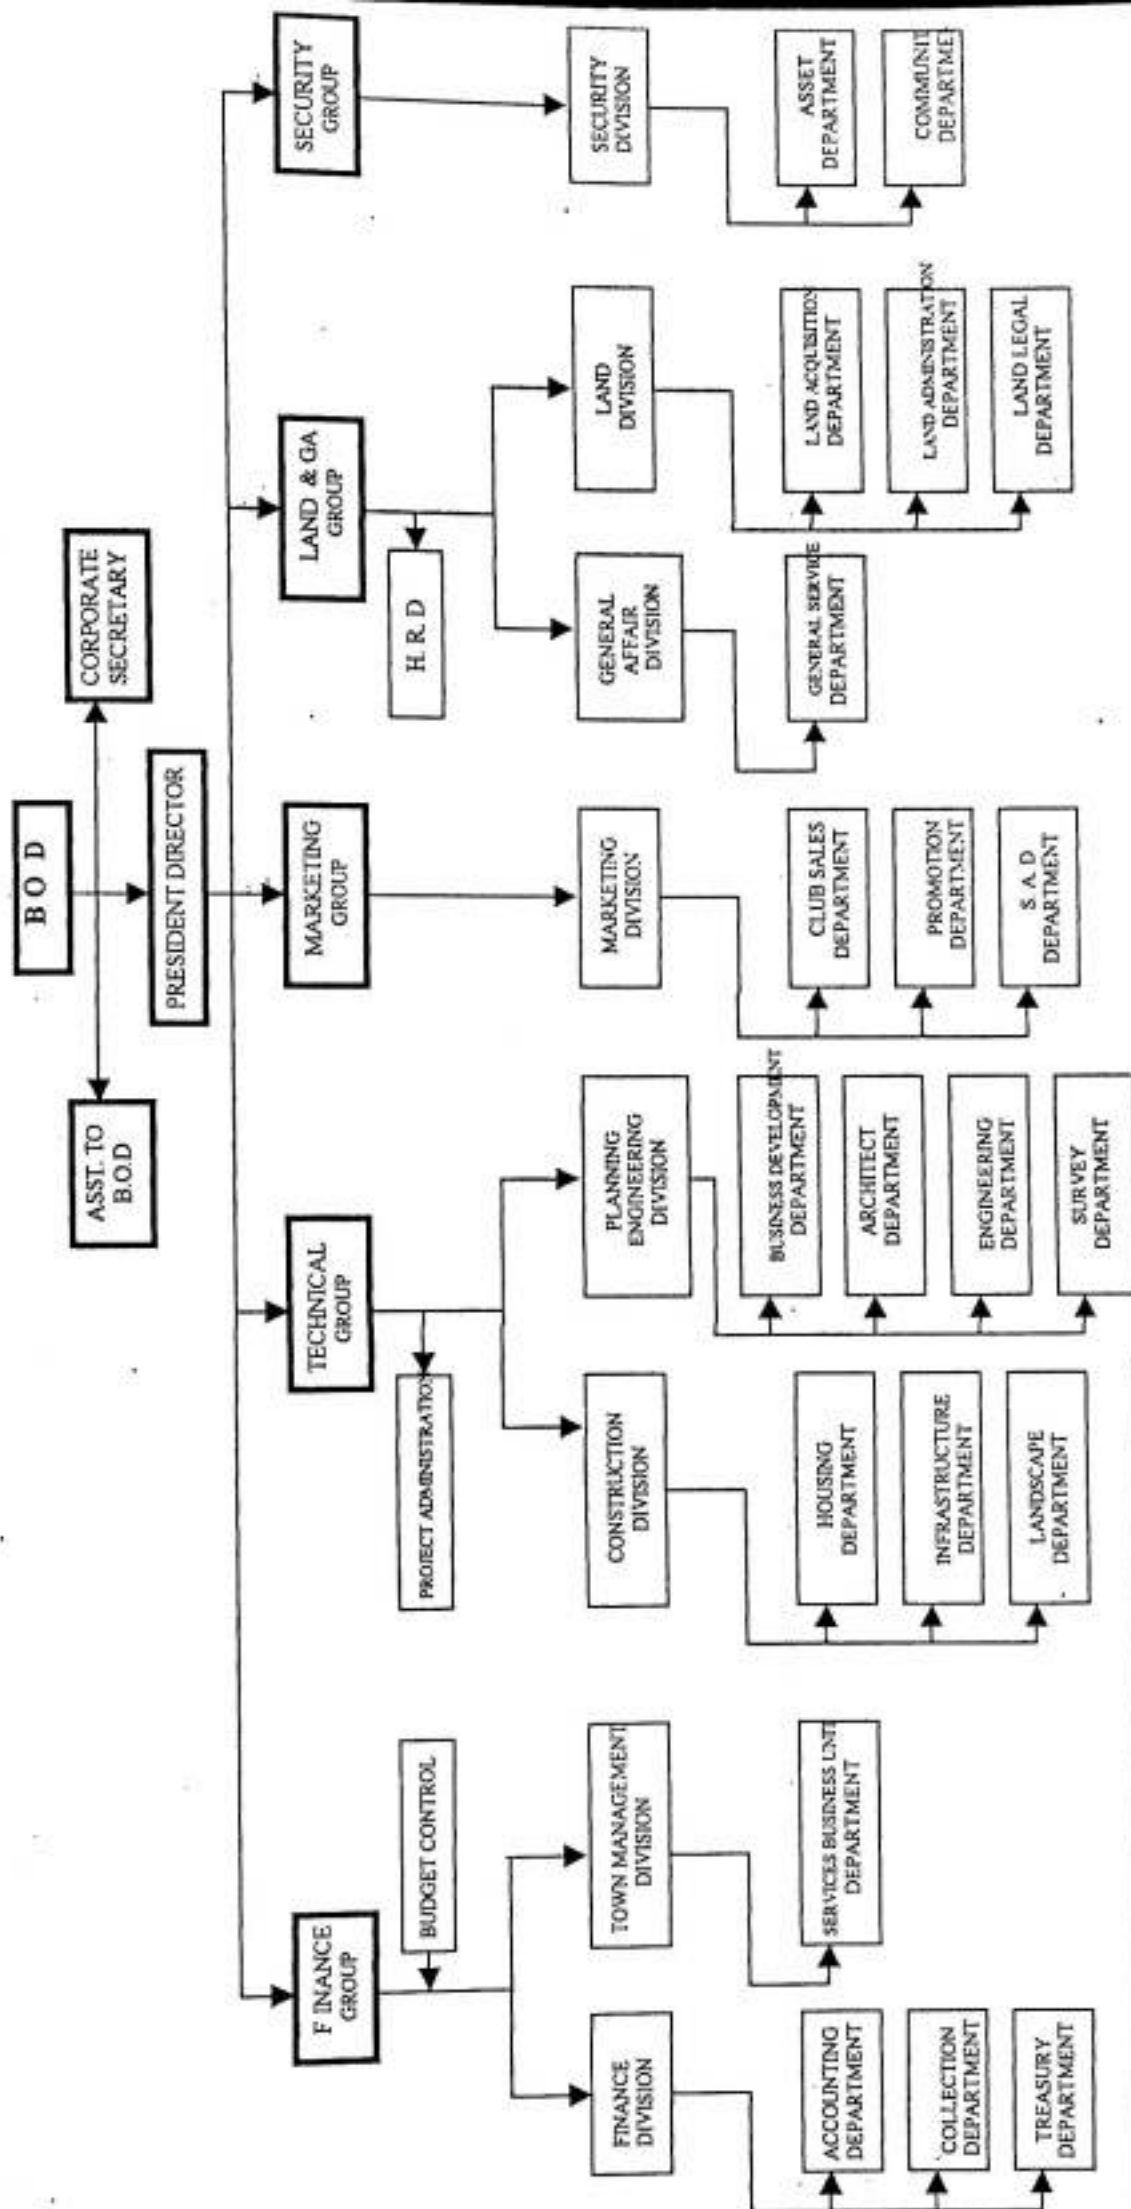 B O D
ASST. TO
B.O.D
CORPORATE
SECRETARY
PRESIDENT DIRECTOR
F INANCE
GROUP
TECHNICAL
GROUP
MARKETING
GROUP
LAND & GA
GROUP
SECURITY
GROUP
BUDGET CONTROL
PROJECT ADMINISTRATION
H. R. D
FINANCE
DIVISION
TOWN MANAGEMENT
DIVISION
CONSTRUCTION
DIVISION
PLANNING
ENGINEERING
DIVISION
MARKETING
DIVISION
GENERAL
AFFAIR
DIVISION
LAND
DIVISION
SECURITY
DIVISION
ACCOUNTING
DEPARTMENT
COLLECTION
DEPARTMENT
TREASURY
DEPARTMENT
SERVICES BUSINESS UNIT
DEPARTMENT
HOUSING
DEPARTMENT
INFRASTRUCTURE
DEPARTMENT
LANDSCAPE
DEPARTMENT
BUSINESS DEVELOPMENT
DEPARTMENT
ARCHITECT
DEPARTMENT
ENGINEERING
DEPARTMENT
SURVEY
DEPARTMENT
CLUB SALES
DEPARTMENT
PROMOTION
DEPARTMENT
S. A. D
DEPARTMENT
GENERAL SERVICE
DEPARTMENT
LAND ACQUISITION
DEPARTMENT
LAND ADMINISTRATION
DEPARTMENT
LAND LEGAL
DEPARTMENT
ASSET
DEPARTMENT
COMMUNIT
DEPARTME